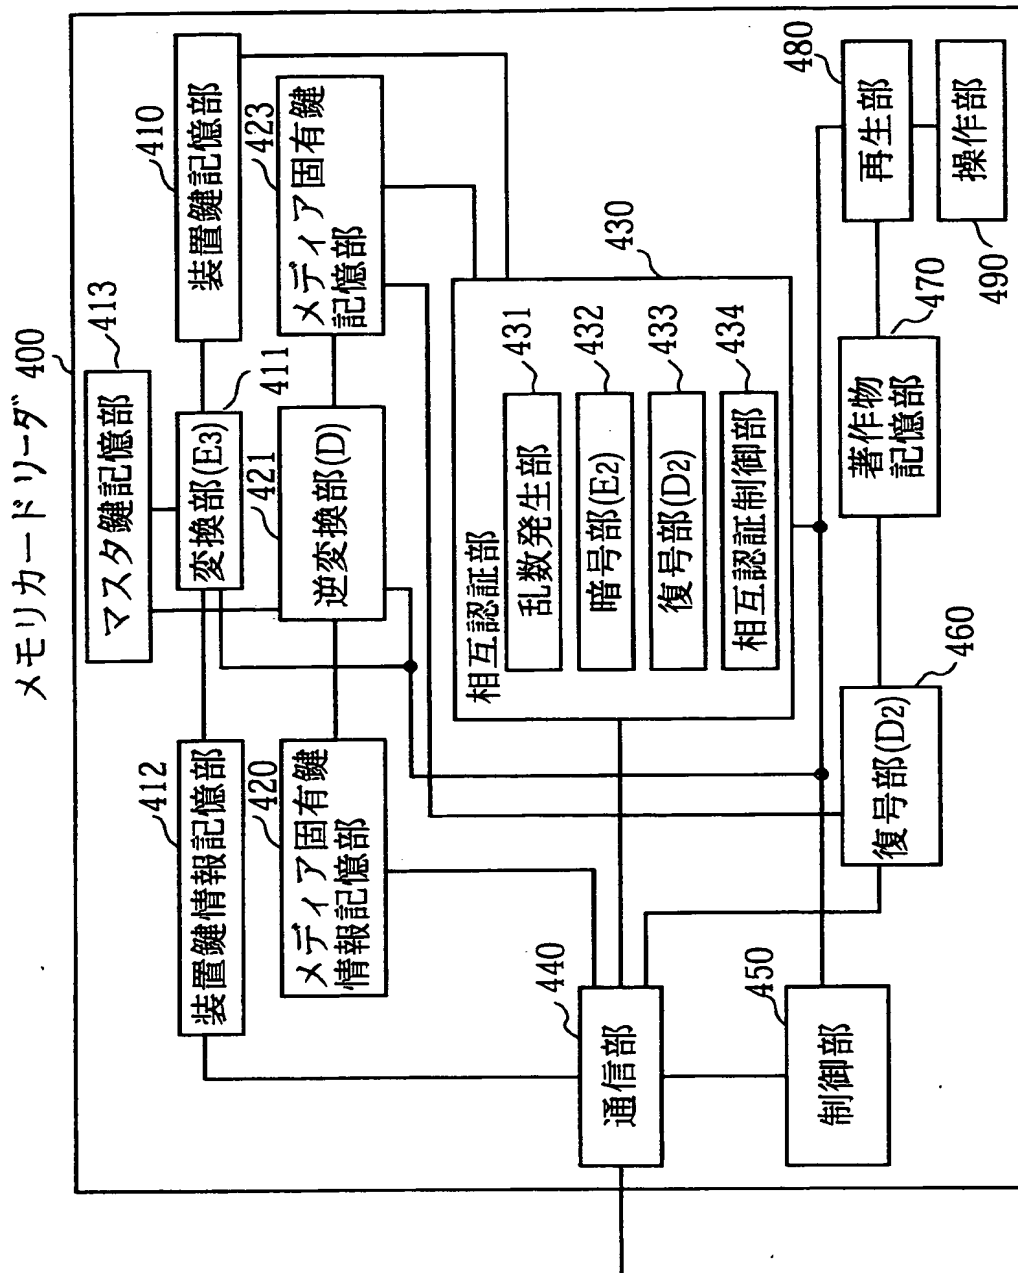 メモリカードリーダ 400
マスタ鍵記憶部
413
装置鍵情報記憶部
412
変換部(E3)
411
装置鍵記憶部
410
メディア固有鍵
情報記憶部
420
逆変換部(D)
421
メディア固有鍵
記憶部
423
相互認証部
430
乱数発生部
431
暗号部(E2)
432
復号部(D2)
433
相互認証制御部
434
通信部
440
制御部
450
復号部(D2)
460
著作物
記憶部
470
再生部
480
操作部
490